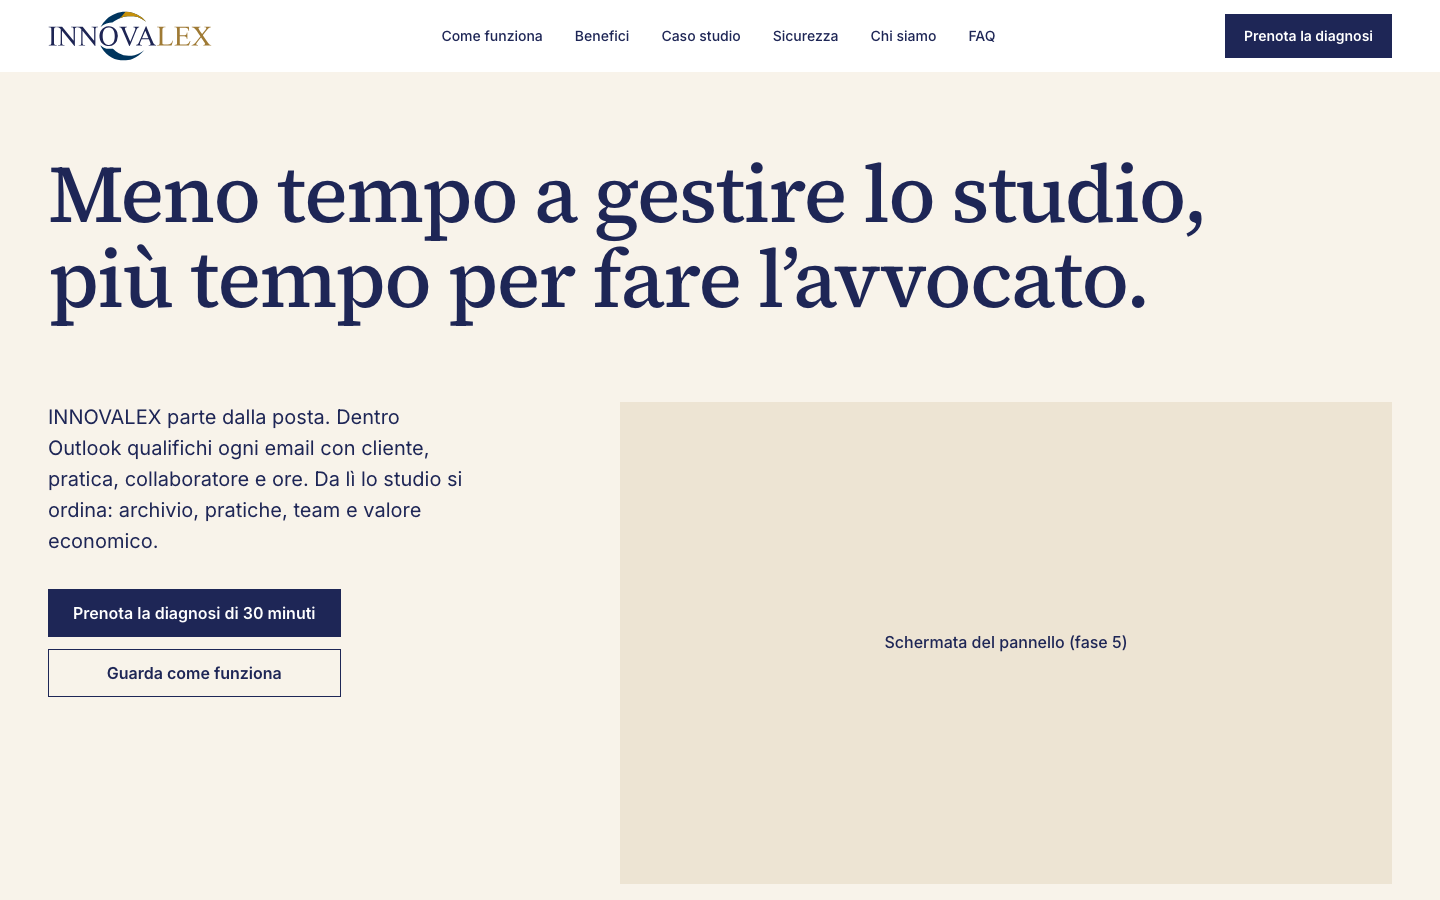 INNOVALEX
Come funziona
Benefici
Caso studio
Sicurezza
Chi siamo
FAQ
Prenota la diagnosi
Meno tempo a gestire lo studio,
più tempo per fare l’avvocato.
INNOVALEX parte dalla posta. Dentro
Outlook qualifichi ogni email con cliente,
pratica, collaboratore e ore. Da lì lo studio si
ordina: archivio, pratiche, team e valore
economico.
Prenota la diagnosi di 30 minuti
Guarda come funziona
Schermata del pannello (fase 5)